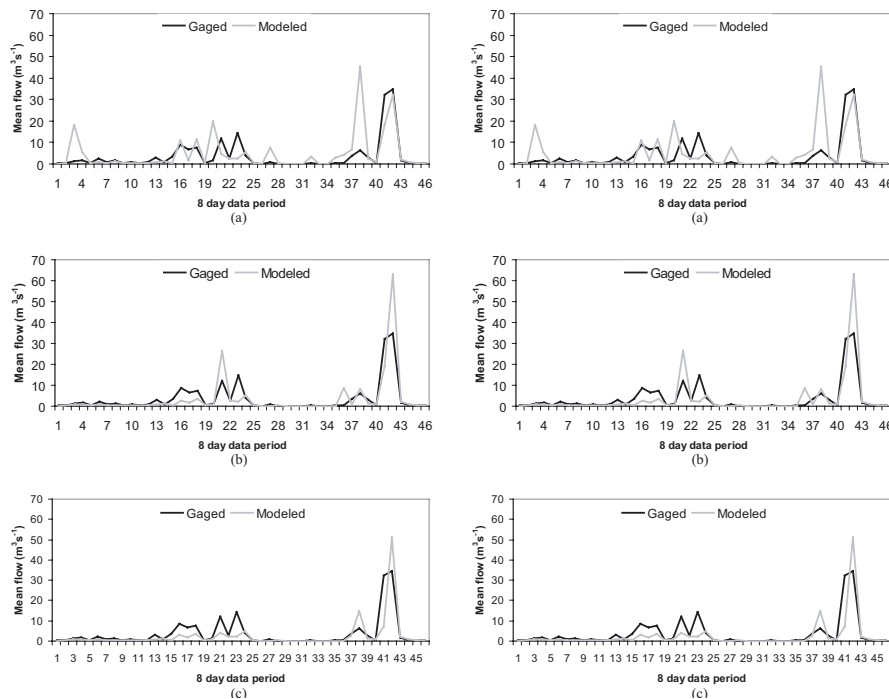 70
60
50
40
30
20
10
0
Mean flow (m³s⁻¹)
Gaged Modeled
1 4 7 10 13 16 19 22 25 28 31 34 37 40 43 46
8 day data period
(a)
70
60
50
40
30
20
10
0
Mean flow (m³s⁻¹)
Gaged Modeled
1 4 7 10 13 16 19 22 25 28 31 34 37 40 43 46
8 day data period
(a)
70
60
50
40
30
20
10
0
Mean flow (m³s⁻¹)
Gaged Modeled
1 4 7 10 13 16 19 22 25 28 31 34 37 40 43 46
8 day data period
(b)
70
60
50
40
30
20
10
0
Mean flow (m³s⁻¹)
Gaged Modeled
1 4 7 10 13 16 19 22 25 28 31 34 37 40 43 46
8 day data period
(b)
70
60
50
40
30
20
10
0
Mean flow (m³s⁻¹)
Gaged Modeled
1 3 5 7 9 11 13 15 17 19 21 23 25 27 29 31 33 35 37 39 41 43 45
8 day data period
(c)
70
60
50
40
30
20
10
0
Mean flow (m³s⁻¹)
Gaged Modeled
1 3 5 7 9 11 13 15 17 19 21 23 25 27 29 31 33 35 37 39 41 43 45
8 day data period
(c)